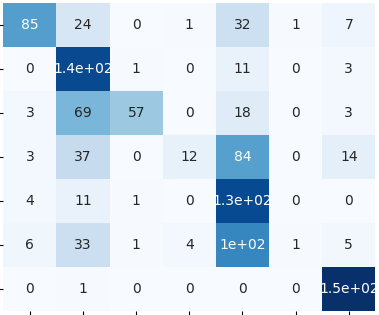 85 24 0 1 32 1 7
0 1.4e+02 1 0 11 0 3
3 69 57 0 18 0 3
3 37 0 12 84 0 14
4 11 1 0 1.3e+02 0 0
6 33 1 4 1e+02 1 5
0 1 0 0 0 0 1.5e+02